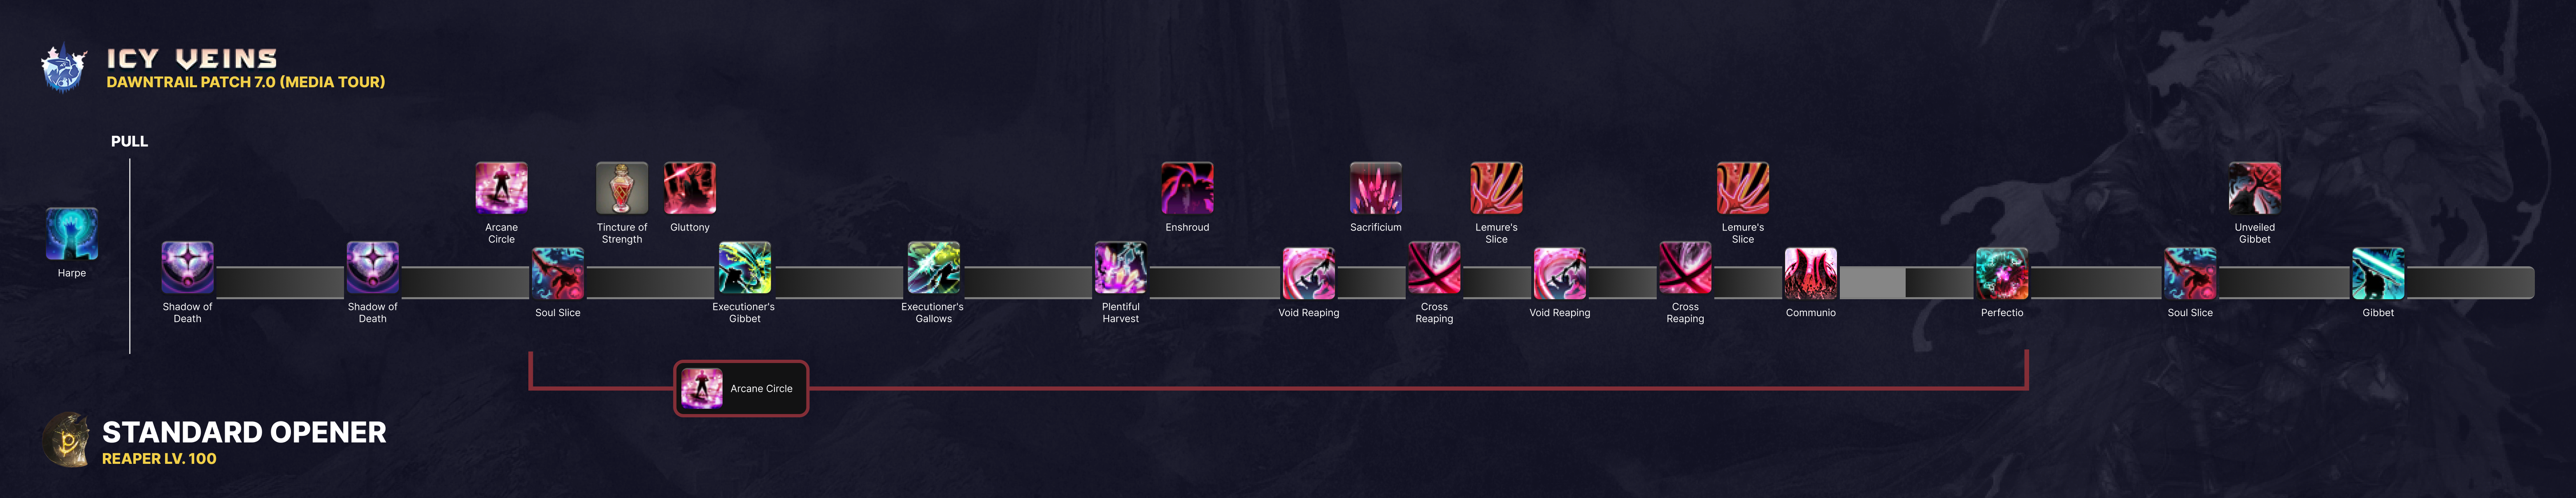 ICY VEINS
DAWNTRAIL PATCH 7.0 (MEDIA TOUR)
PULL
Arcane
Circle
Tincture of
Strength
Gluttony
Enshroud
Sacrificium
Lemure's
Slice
Lemure's
Slice
Unveiled
Gibbet
Harpe
Shadow of
Death
Shadow of
Death
Soul Slice
Executioner's
Gibbet
Executioner's
Gallows
Plentiful
Harvest
Void Reaping
Cross
Reaping
Void Reaping
Cross
Reaping
Communio
Perfectio
Soul Slice
Gibbet
Arcane Circle
STANDARD OPENER
REAPER LV. 100